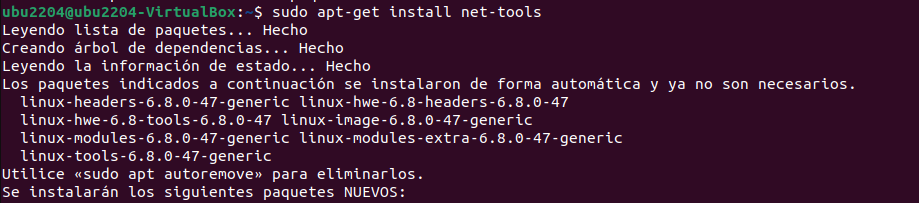 ubu2204@ubu2204-VirtualBox:~$ sudo apt-get install net-tools
Leyendo lista de paquetes... Hecho
Creando árbol de dependencias... Hecho
Leyendo la información de estado... Hecho
Los paquetes indicados a continuación se instalaron de forma automática y ya no son necesarios.
  linux-headers-6.8.0-47-generic linux-hwe-6.8-headers-6.8.0-47
  linux-hwe-6.8-tools-6.8.0-47 linux-image-6.8.0-47-generic
  linux-modules-6.8.0-47-generic linux-modules-extra-6.8.0-47-generic
  linux-tools-6.8.0-47-generic
Utilice «sudo apt autoremove» para eliminarlos.
Se instalarán los siguientes paquetes NUEVOS: